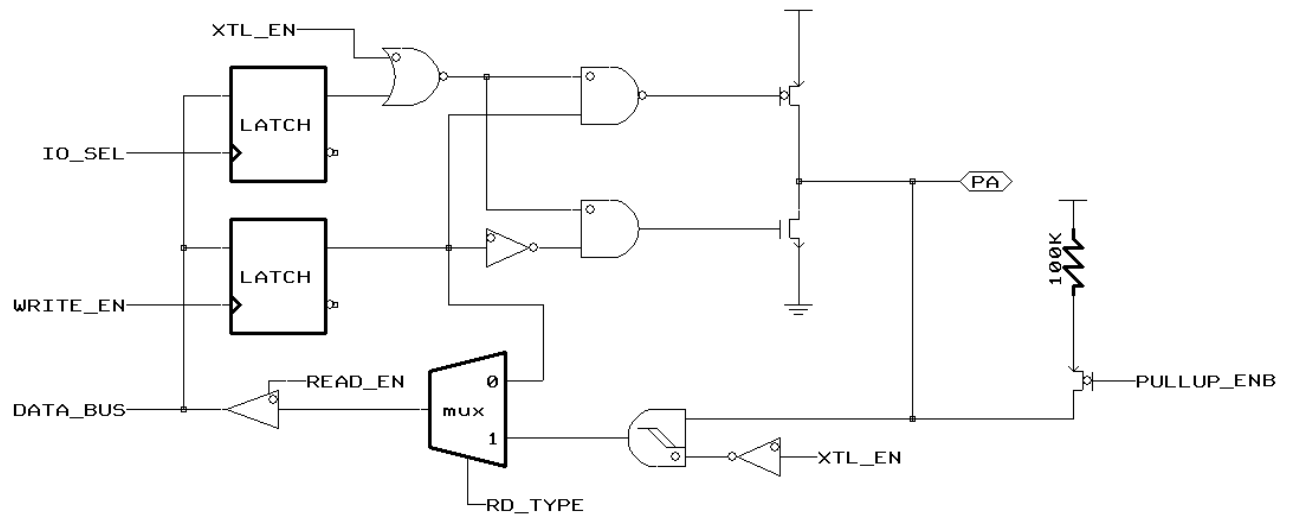 XTL_EN
LATCH
IO_SEL
PA
LATCH
100K
WRITE_EN
0
READ_EN
PULLUP_ENB
DATA_BUS
mux
1
XTL_EN
RD_TYPE